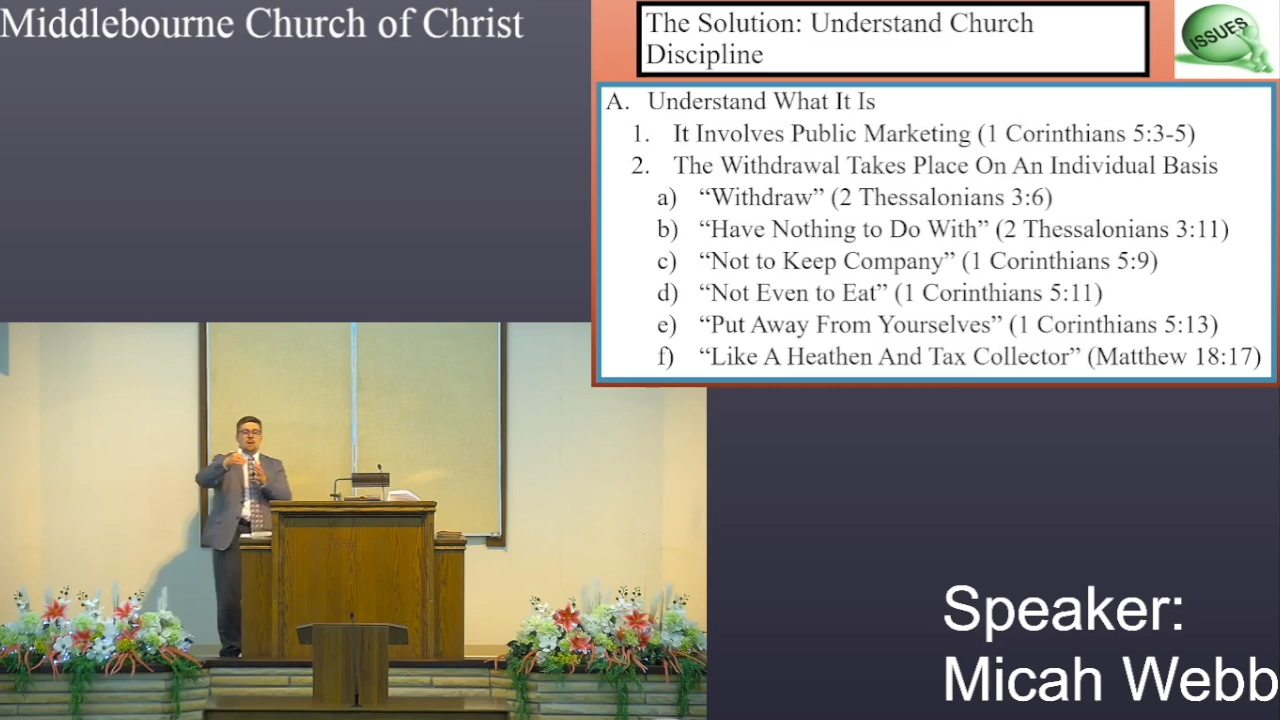 Middlebourne Church of Christ
The Solution: Understand Church
Discipline
ISSUES
A. Understand What It Is
1. It Involves Public Marketing (1 Corinthians 5:3-5)
2. The Withdrawal Takes Place On An Individual Basis
a) “Withdraw” (2 Thessalonians 3:6)
b) “Have Nothing to Do With” (2 Thessalonians 3:11)
c) “Not to Keep Company” (1 Corinthians 5:9)
d) “Not Even to Eat” (1 Corinthians 5:11)
e) “Put Away From Yourselves” (1 Corinthians 5:13)
f) “Like A Heathen And Tax Collector” (Matthew 18:17)
Speaker:
Micah Webb